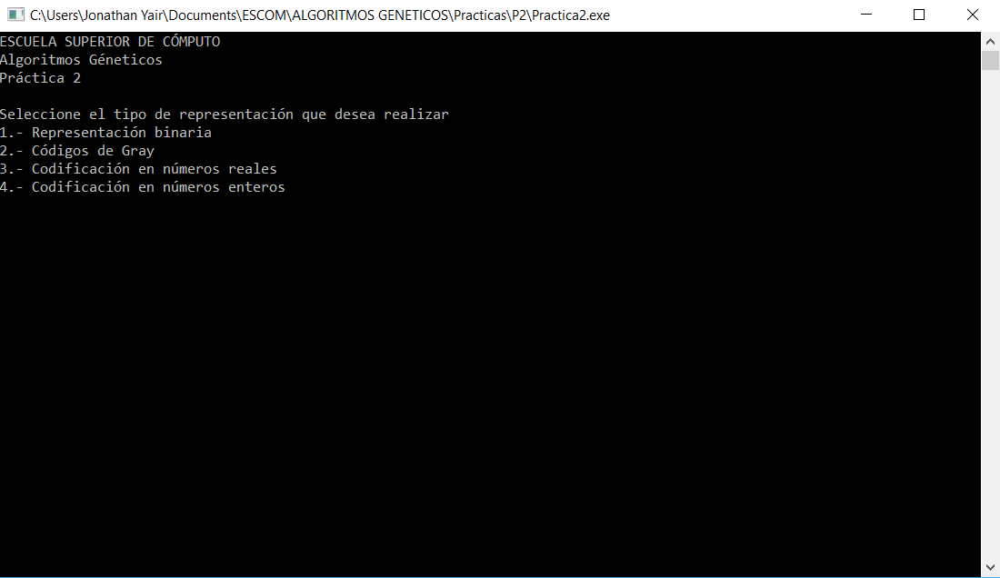 C:\Users\Jonathan Yair\Documents\ESCOM\ALGORITMOS GENETICOS\Practicas\P2\Practica2.exe
ESCUELA SUPERIOR DE CÓMPUTO
Algoritmos Géneticos
Práctica 2
Seleccione el tipo de representación que desea realizar
1.- Representación binaria
2.- Códigos de Gray
3.- Codificación en números reales
4.- Codificación en números enteros